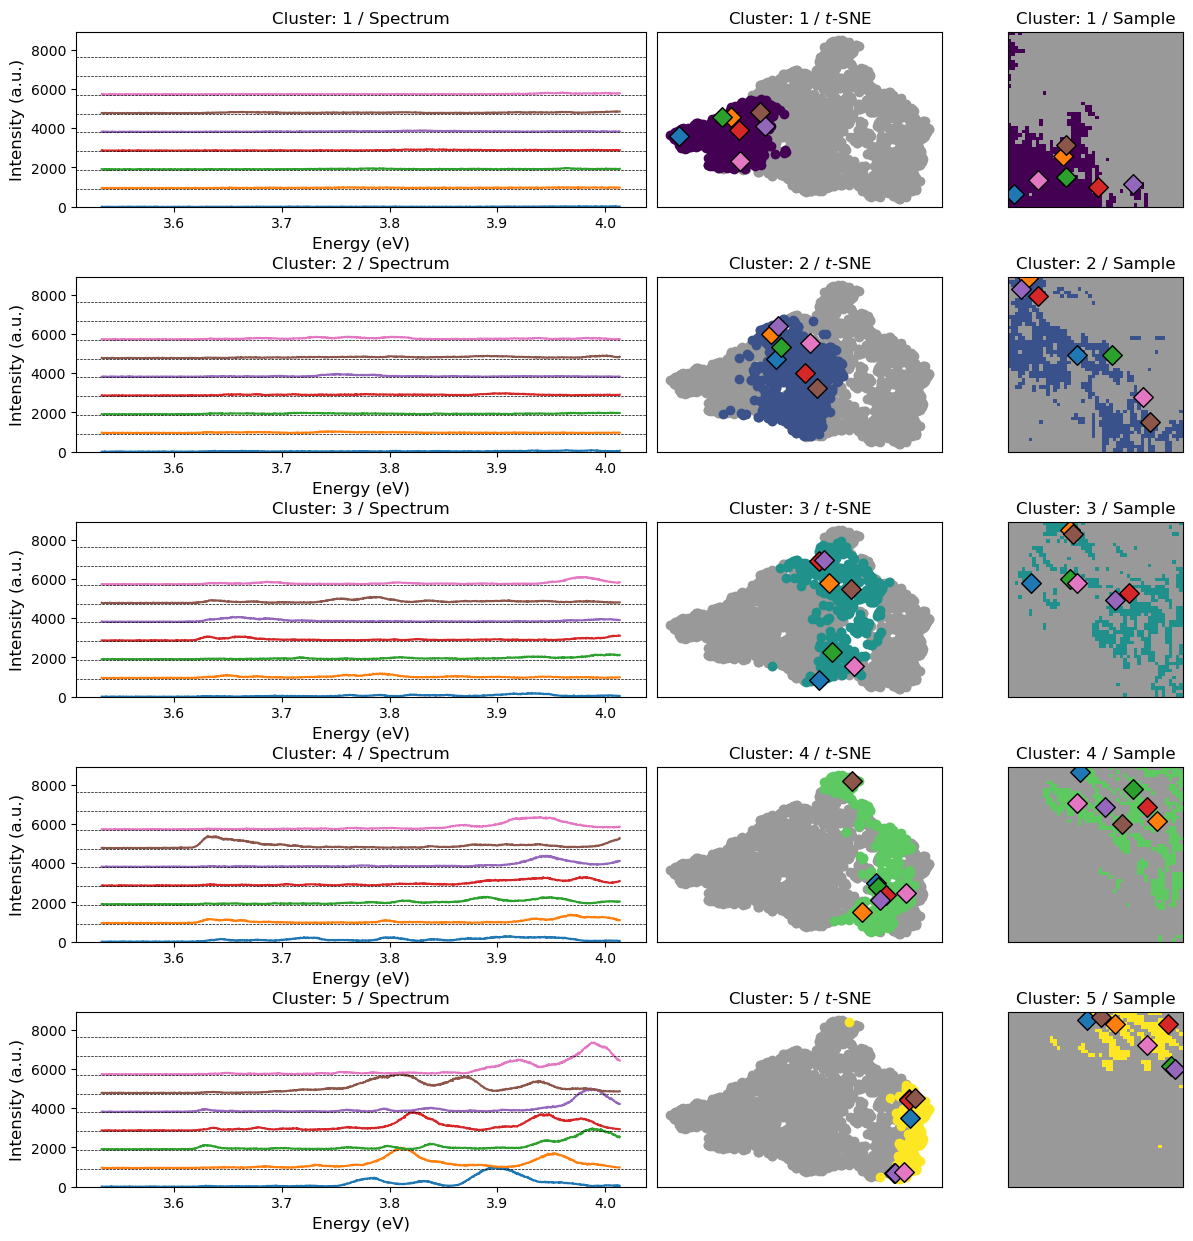 Cluster: 1 / Spectrum
Cluster: 1 / t-SNE
Cluster: 1 / Sample
Intensity (a.u.)
8000
6000
4000
2000
0
3.6 3.7 3.8 3.9 4.0
Energy (eV)
Cluster: 2 / Spectrum
Cluster: 2 / t-SNE
Cluster: 2 / Sample
Intensity (a.u.)
8000
6000
4000
2000
0
3.6 3.7 3.8 3.9 4.0
Energy (eV)
Cluster: 3 / Spectrum
Cluster: 3 / t-SNE
Cluster: 3 / Sample
Intensity (a.u.)
8000
6000
4000
2000
0
3.6 3.7 3.8 3.9 4.0
Energy (eV)
Cluster: 4 / Spectrum
Cluster: 4 / t-SNE
Cluster: 4 / Sample
Intensity (a.u.)
8000
6000
4000
2000
0
3.6 3.7 3.8 3.9 4.0
Energy (eV)
Cluster: 5 / Spectrum
Cluster: 5 / t-SNE
Cluster: 5 / Sample
Intensity (a.u.)
8000
6000
4000
2000
0
3.6 3.7 3.8 3.9 4.0
Energy (eV)